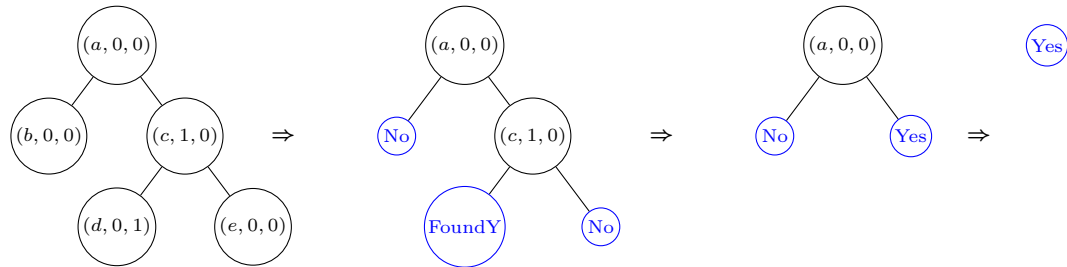 (a, 0, 0) (a, 0, 0) (a, 0, 0) Yes
(b, 0, 0) (c, 1, 0) ⇒ No (c, 1, 0) ⇒ No Yes ⇒
(d, 0, 1) (e, 0, 0) FoundY No